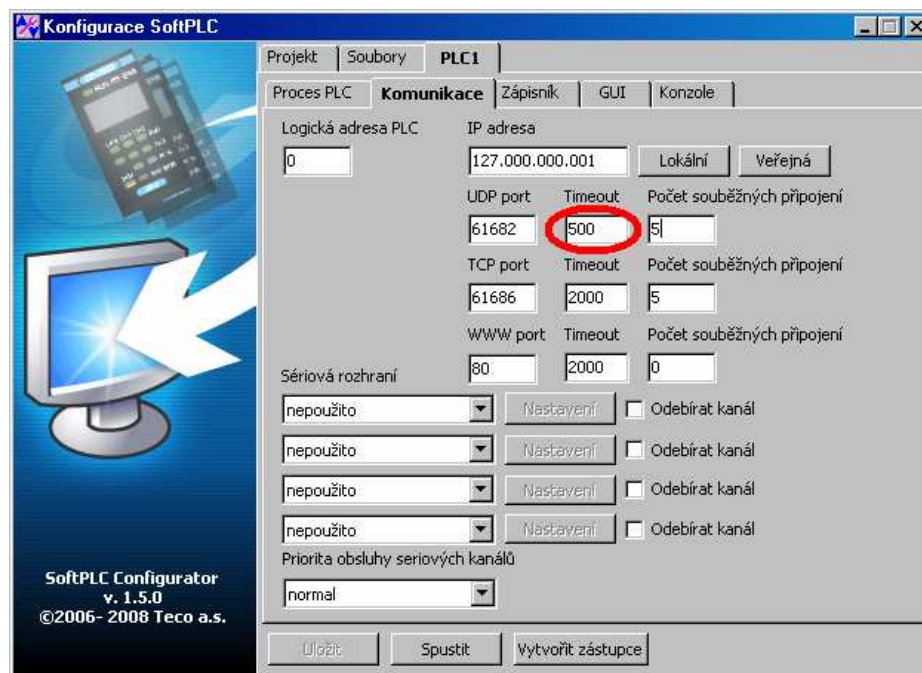 Konfigurace SoftPLC
Projekt Soubory PLC1
Proces PLC Komunikace Zápisník GUI Konzole
Logická adresa PLC IP adresa
0 127.000.000.001 Lokální Veřejná
UDP port Timeout Počet souběžných připojení
61682 500 5
TCP port Timeout Počet souběžných připojení
61686 2000 5
WWW port Timeout Počet souběžných připojení
80 2000 0
Sériová rozhraní
nepoužito Nastavení Odebírat kanál
nepoužito Nastavení Odebírat kanál
nepoužito Nastavení Odebírat kanál
nepoužito Nastavení Odebírat kanál
Priorita obsluhy seriových kanálů
normal
SoftPLC Configurator
v. 1.5.0
©2006- 2008 Teco a.s.
Uložit Spustit Vytvořit zástupce